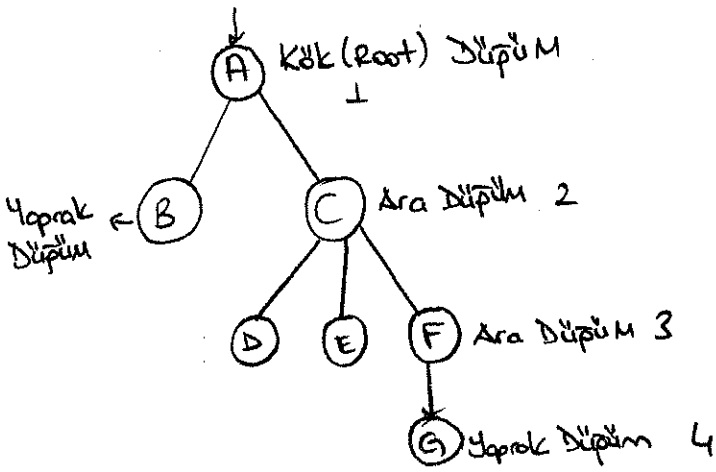 A Kök (Root) Düğüm
1
Yaprak
Düğüm
B
C Ara Düğüm 2
D E F Ara Düğüm 3
G Yaprak Düğüm 4